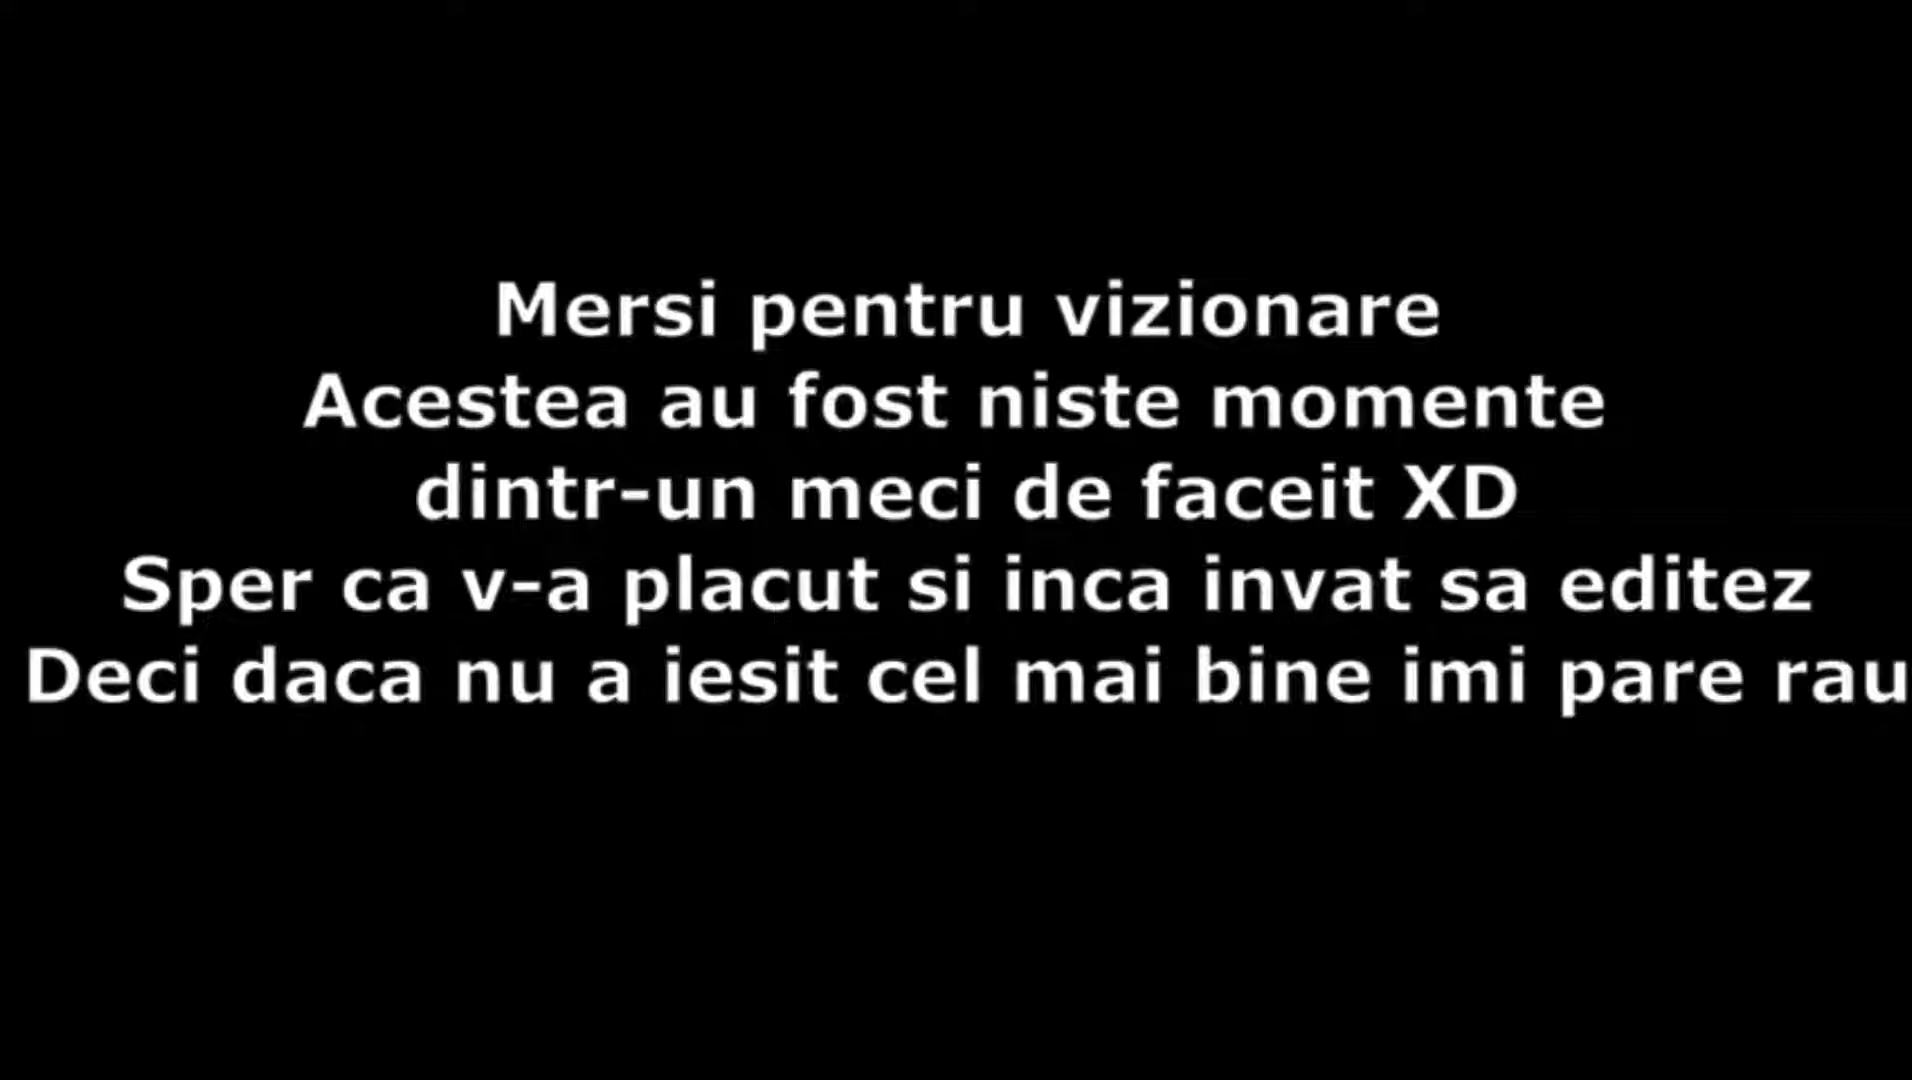 Mersi pentru vizionare
Acestea au fost niste momente
dintr-un meci de faceit XD
Sper ca v-a placut si inca invat sa editez
Deci daca nu a iesit cel mai bine imi pare rau